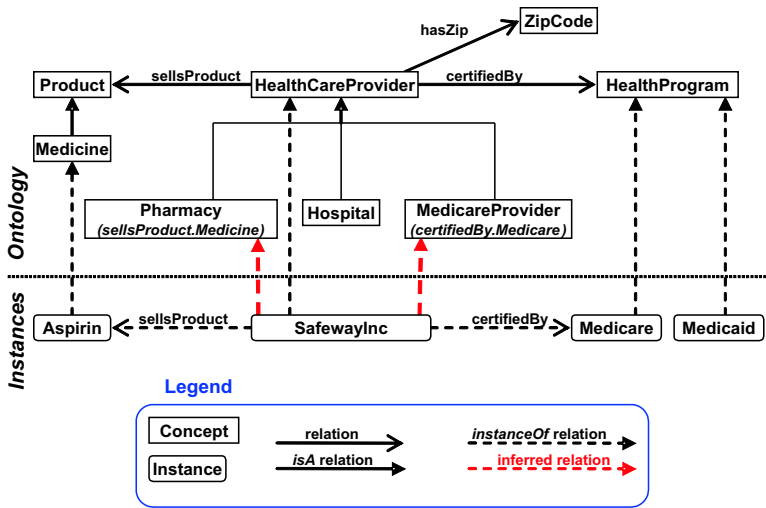 hasZip
ZipCode
Product
sellsProduct
HealthCareProvider
certifiedBy
HealthProgram
Medicine
Ontology
Pharmacy
(sellsProduct.Medicine)
Hospital
MedicareProvider
(certifiedBy.Medicare)
Instances
Aspirin
sellsProduct
SafewayInc
certifiedBy
Medicare
Medicaid
Legend
Concept
relation
instanceOf relation
Instance
isA relation
inferred relation